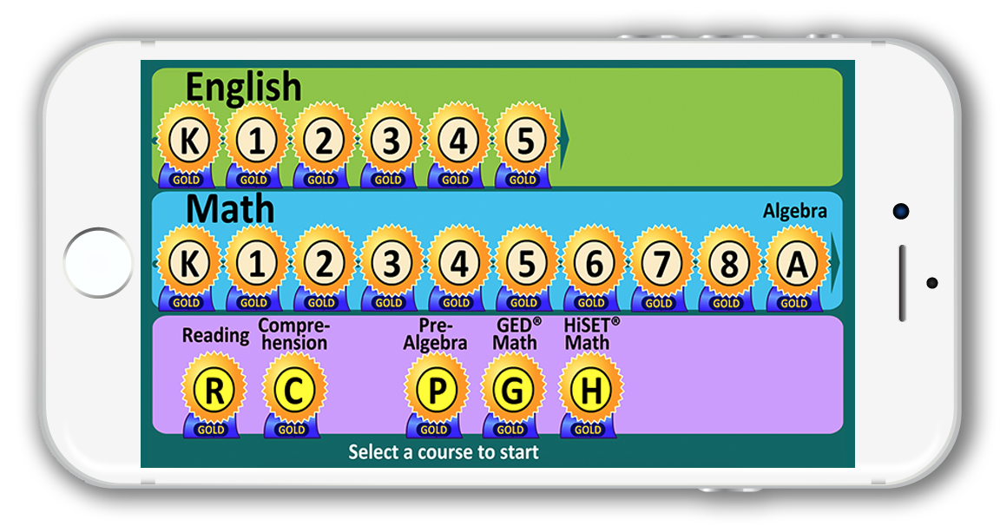 English
K 1 2 3 4 5
GOLD GOLD GOLD GOLD GOLD GOLD
Math
Algebra
K 1 2 3 4 5 6 7 8 A
GOLD GOLD GOLD GOLD GOLD GOLD GOLD GOLD GOLD GOLD
Reading
Compre-
hension
Pre-
Algebra
GED®
Math
HiSET®
Math
R C P G H
GOLD GOLD GOLD GOLD GOLD
Select a course to start